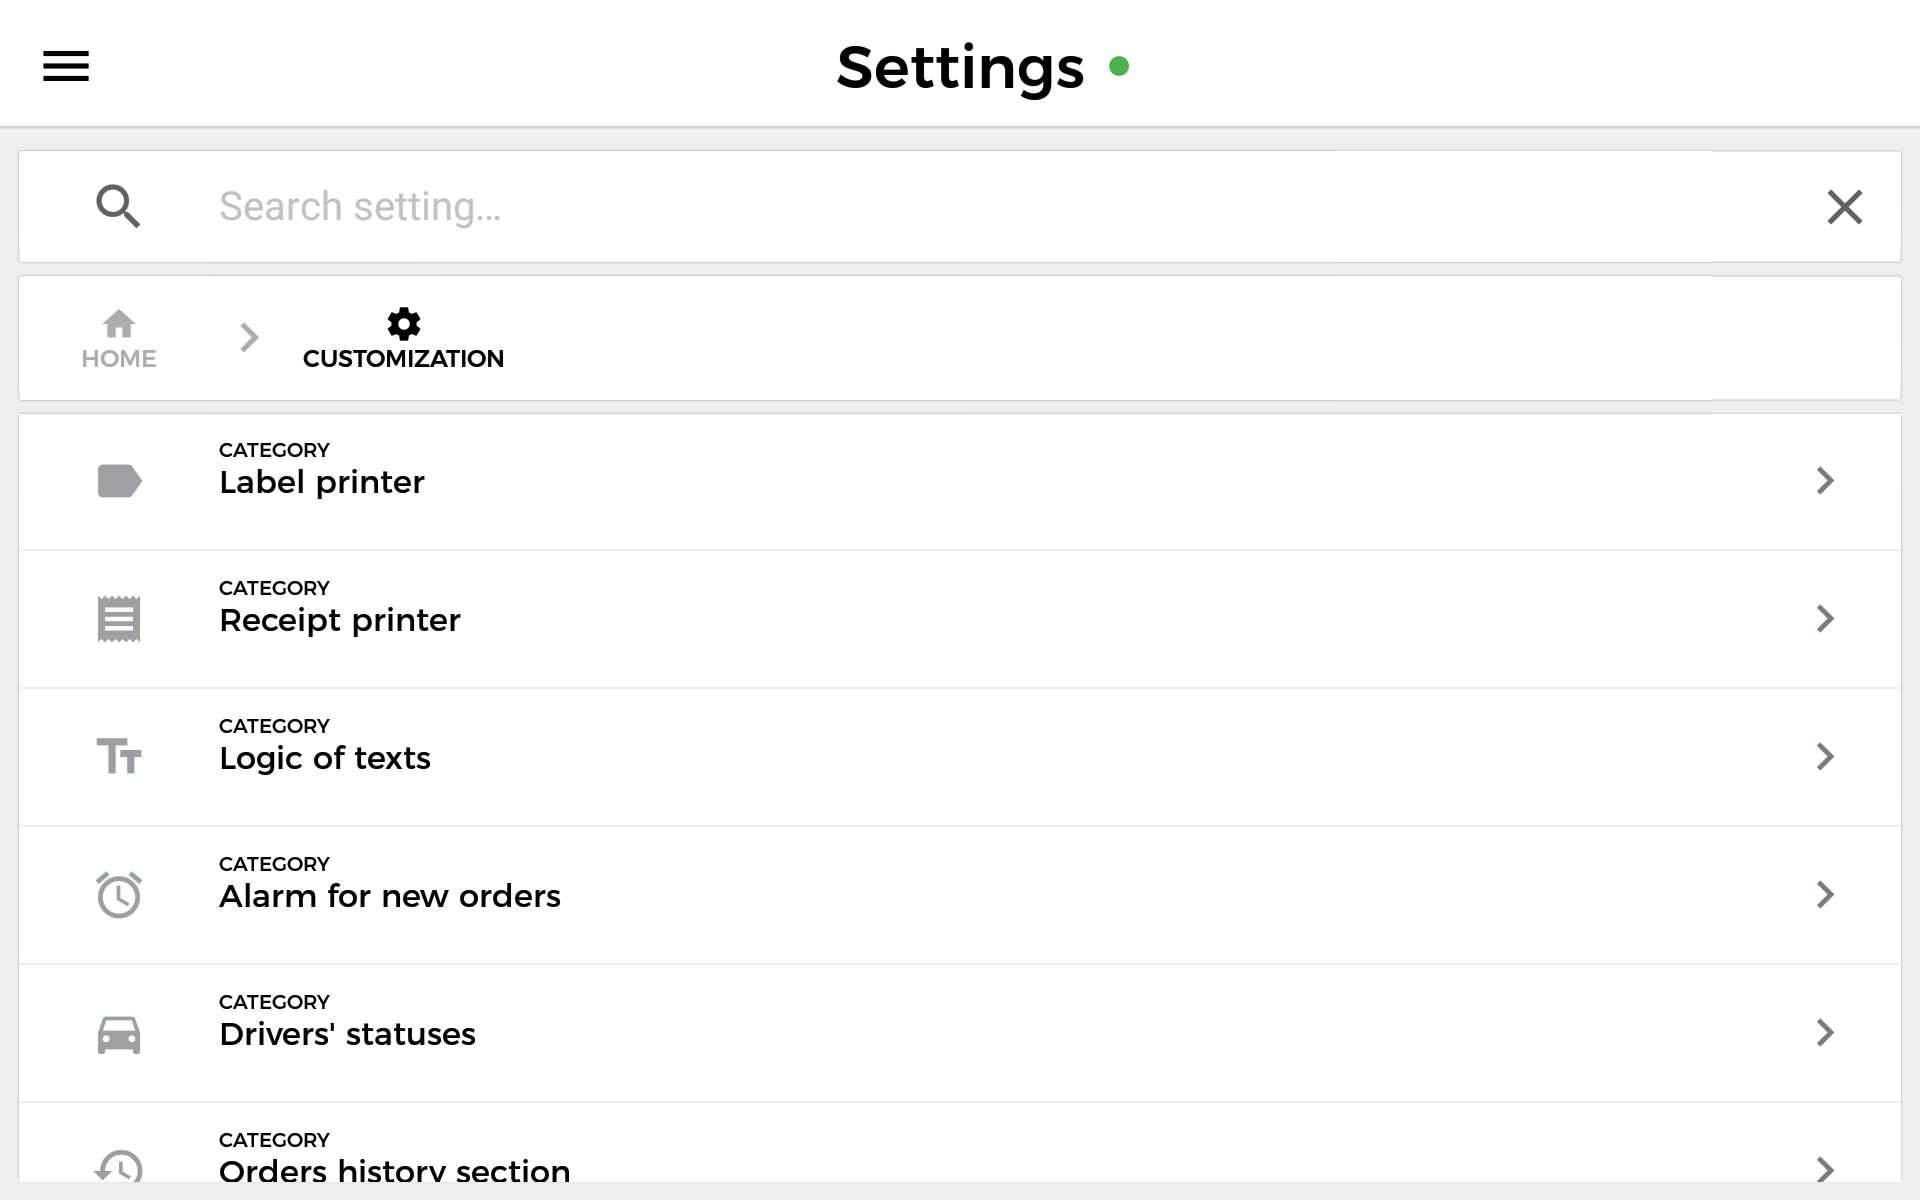 Settings
Search setting...
HOME
CUSTOMIZATION
CATEGORY
Label printer
CATEGORY
Receipt printer
CATEGORY
Logic of texts
CATEGORY
Alarm for new orders
CATEGORY
Drivers' statuses
CATEGORY
Orders history section